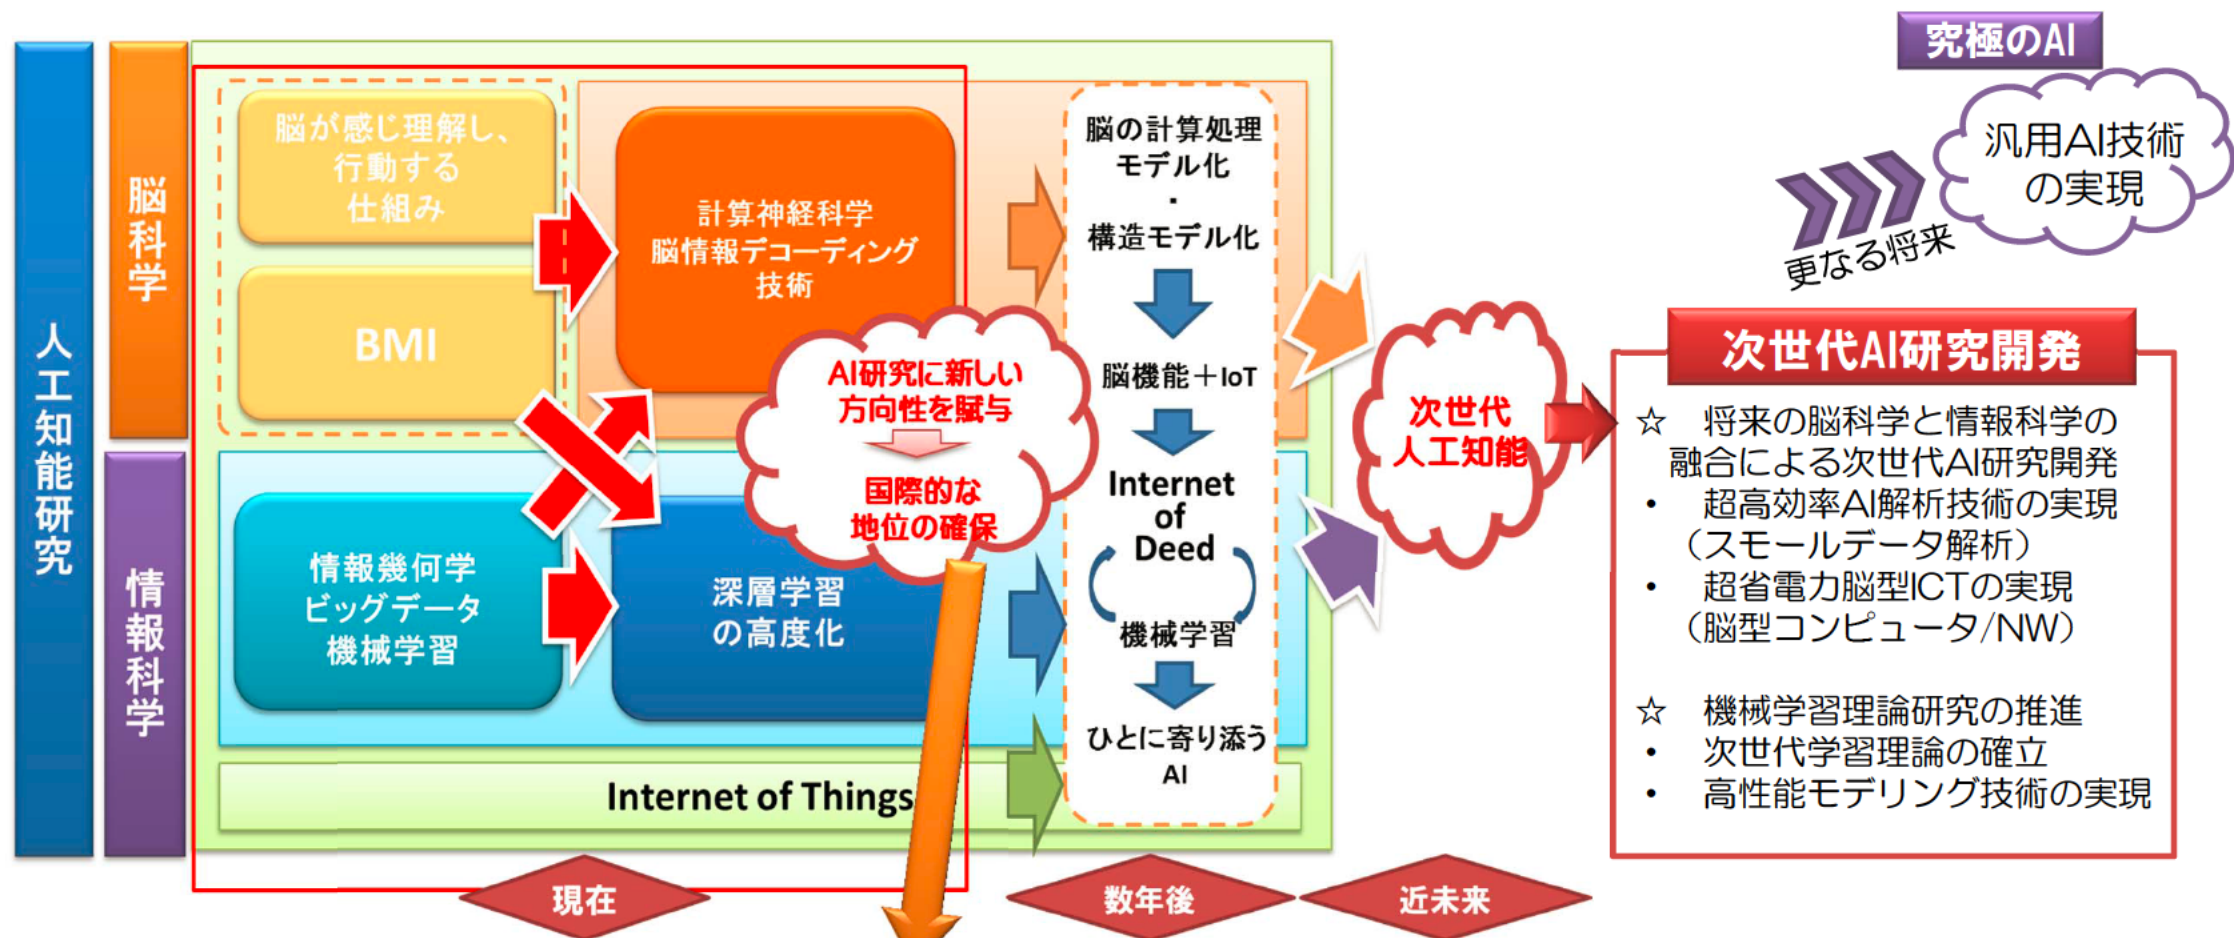 人工知能研究
脳科学
情報科学
脳が感じ理解し、
行動する
仕組み
BMI
計算神経科学
脳情報デコーディング
技術
情報幾何学
ビッグデータ
機械学習
深層学習
の高度化
AI研究に新しい
方向性を賦与
国際的な
地位の確保
Internet of Things
脳の計算処理
モデル化
・
構造モデル化
脳機能＋IoT
Internet
of
Deed
機械学習
ひとに寄り添う
AI
現在
数年後
近未来
次世代
人工知能
究極のAI
汎用AI技術
の実現
更なる将来
次世代AI研究開発
☆ 将来の脳科学と情報科学の
融合による次世代AI研究開発
・ 超高効率AI解析技術の実現
（スモールデータ解析）
・ 超省電力脳型ICTの実現
（脳型コンピュータ/NW）
☆ 機械学習理論研究の推進
・ 次世代学習理論の確立
・ 高性能モデリング技術の実現